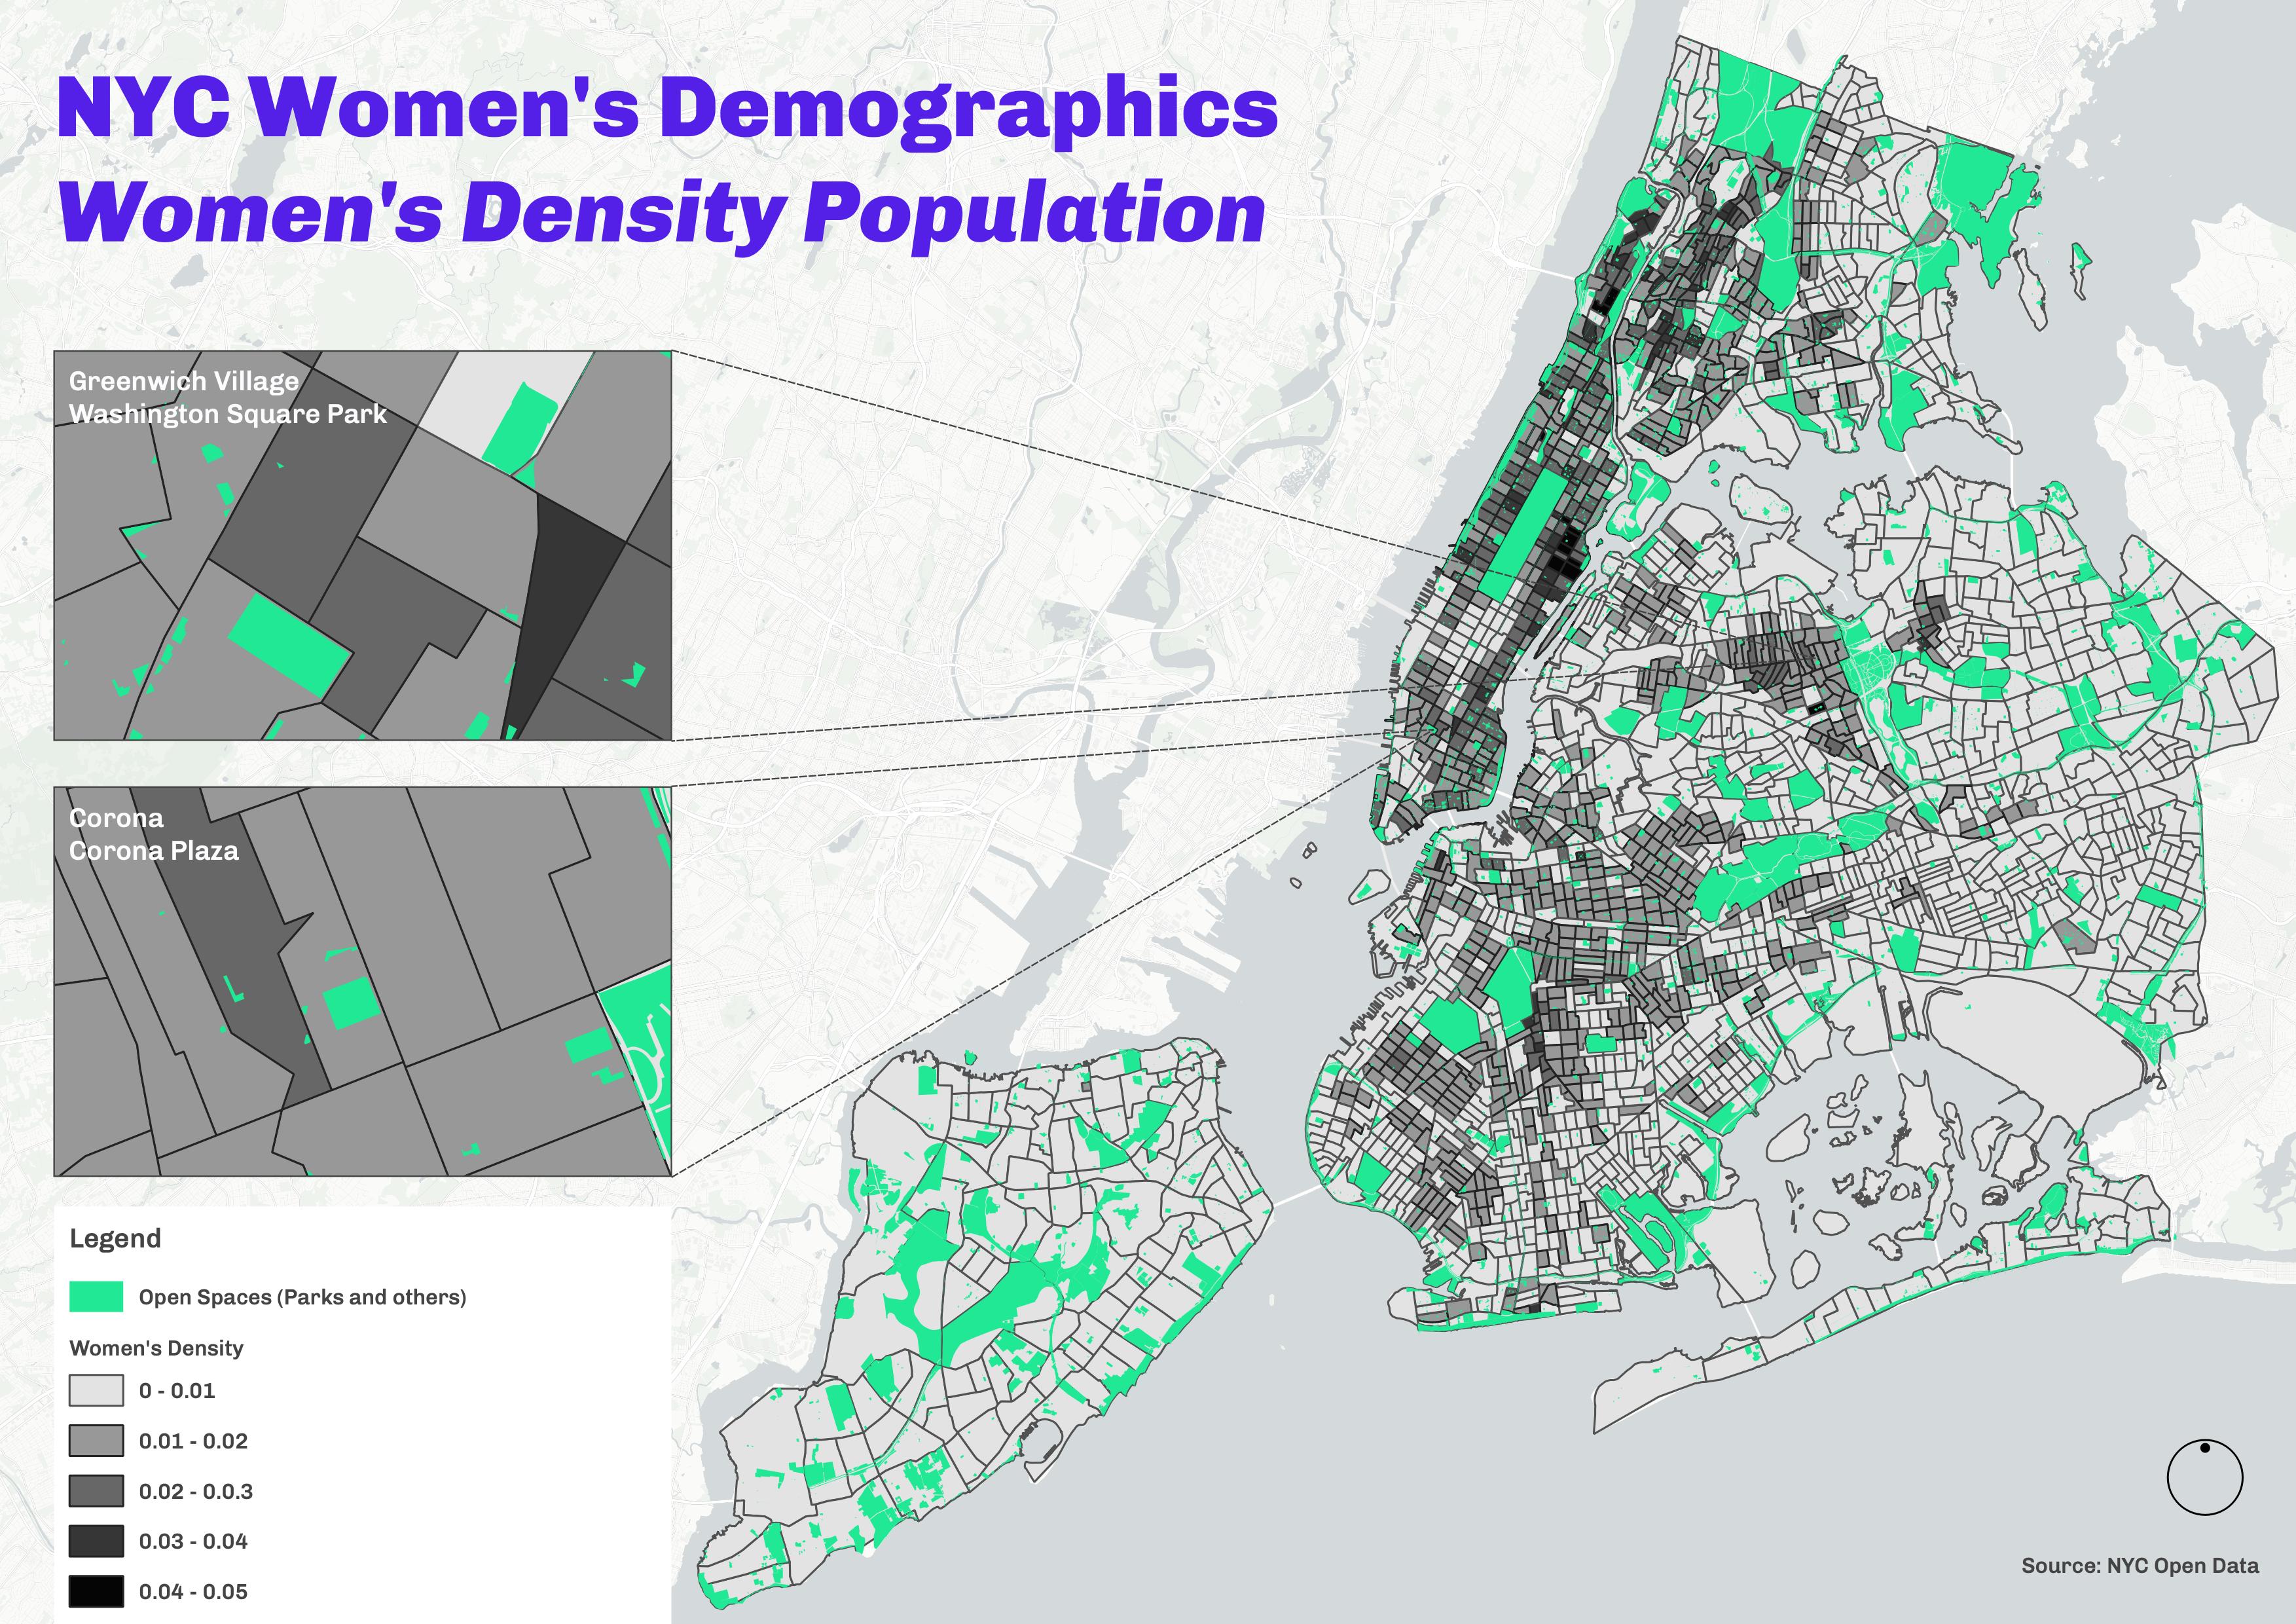 NYC Women's Demographics
Women's Density Population
Greenwich Village
Washington Square Park
Corona
Corona Plaza
Legend
Open Spaces (Parks and others)
Women's Density
0 - 0.01
0.01 - 0.02
0.02 - 0.0.3
0.03 - 0.04
0.04 - 0.05
Source: NYC Open Data